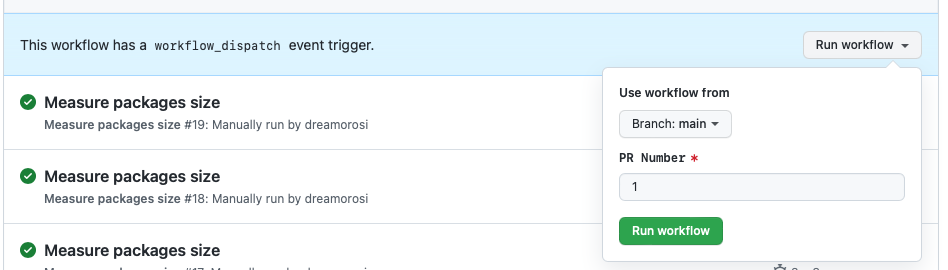 This workflow has a workflow_dispatch event trigger.
Run workflow
Use workflow from
Branch: main
PR Number *
1
Run workflow
Measure packages size
Measure packages size #19: Manually run by dreamorosi
Measure packages size
Measure packages size #18: Manually run by dreamorosi
Measure packages size